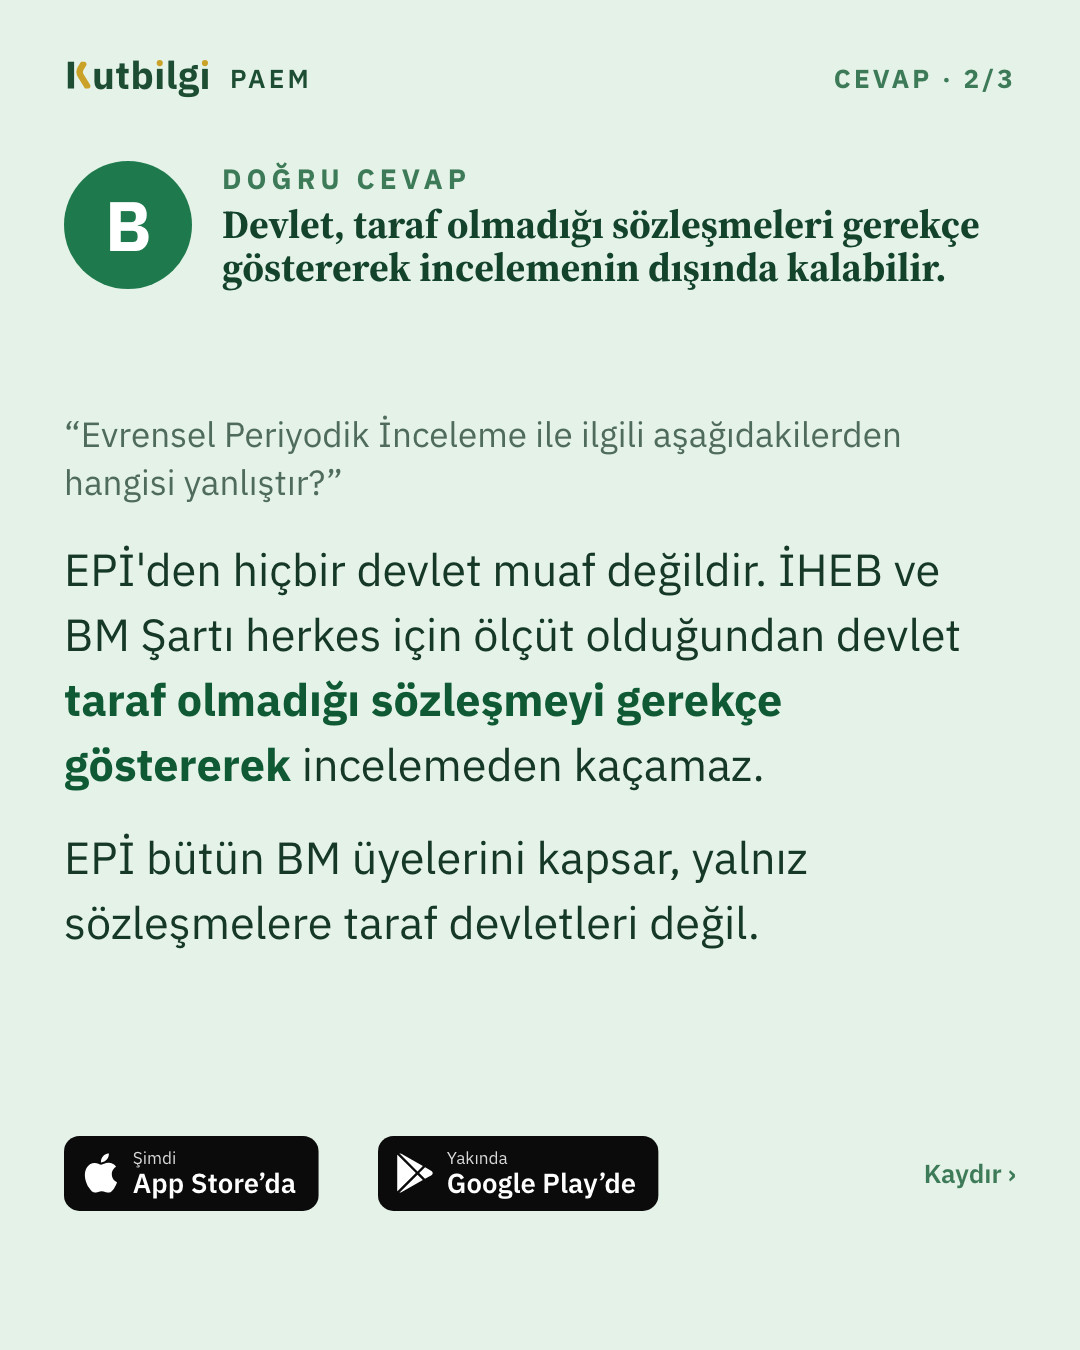 Kutbilgi PAEM
CEVAP · 2/3
B
DOĞRU CEVAP
Devlet, taraf olmadığı sözleşmeleri gerekçe
göstererek incelemenin dışında kalabilir.
“Evrensel Periyodik İnceleme ile ilgili aşağıdakilerden
hangisi yanlıştır?”
EPİ'den hiçbir devlet muaf değildir. İHEB ve
BM Şartı herkes için ölçüt olduğundan devlet
taraf olmadığı sözleşmeyi gerekçe
göstererek incelemeden kaçamaz.
EPİ bütün BM üyelerini kapsar, yalnız
sözleşmelere taraf devletleri değil.
Şimdi
App Store’da
Yakında
Google Play’de
Kaydır ›